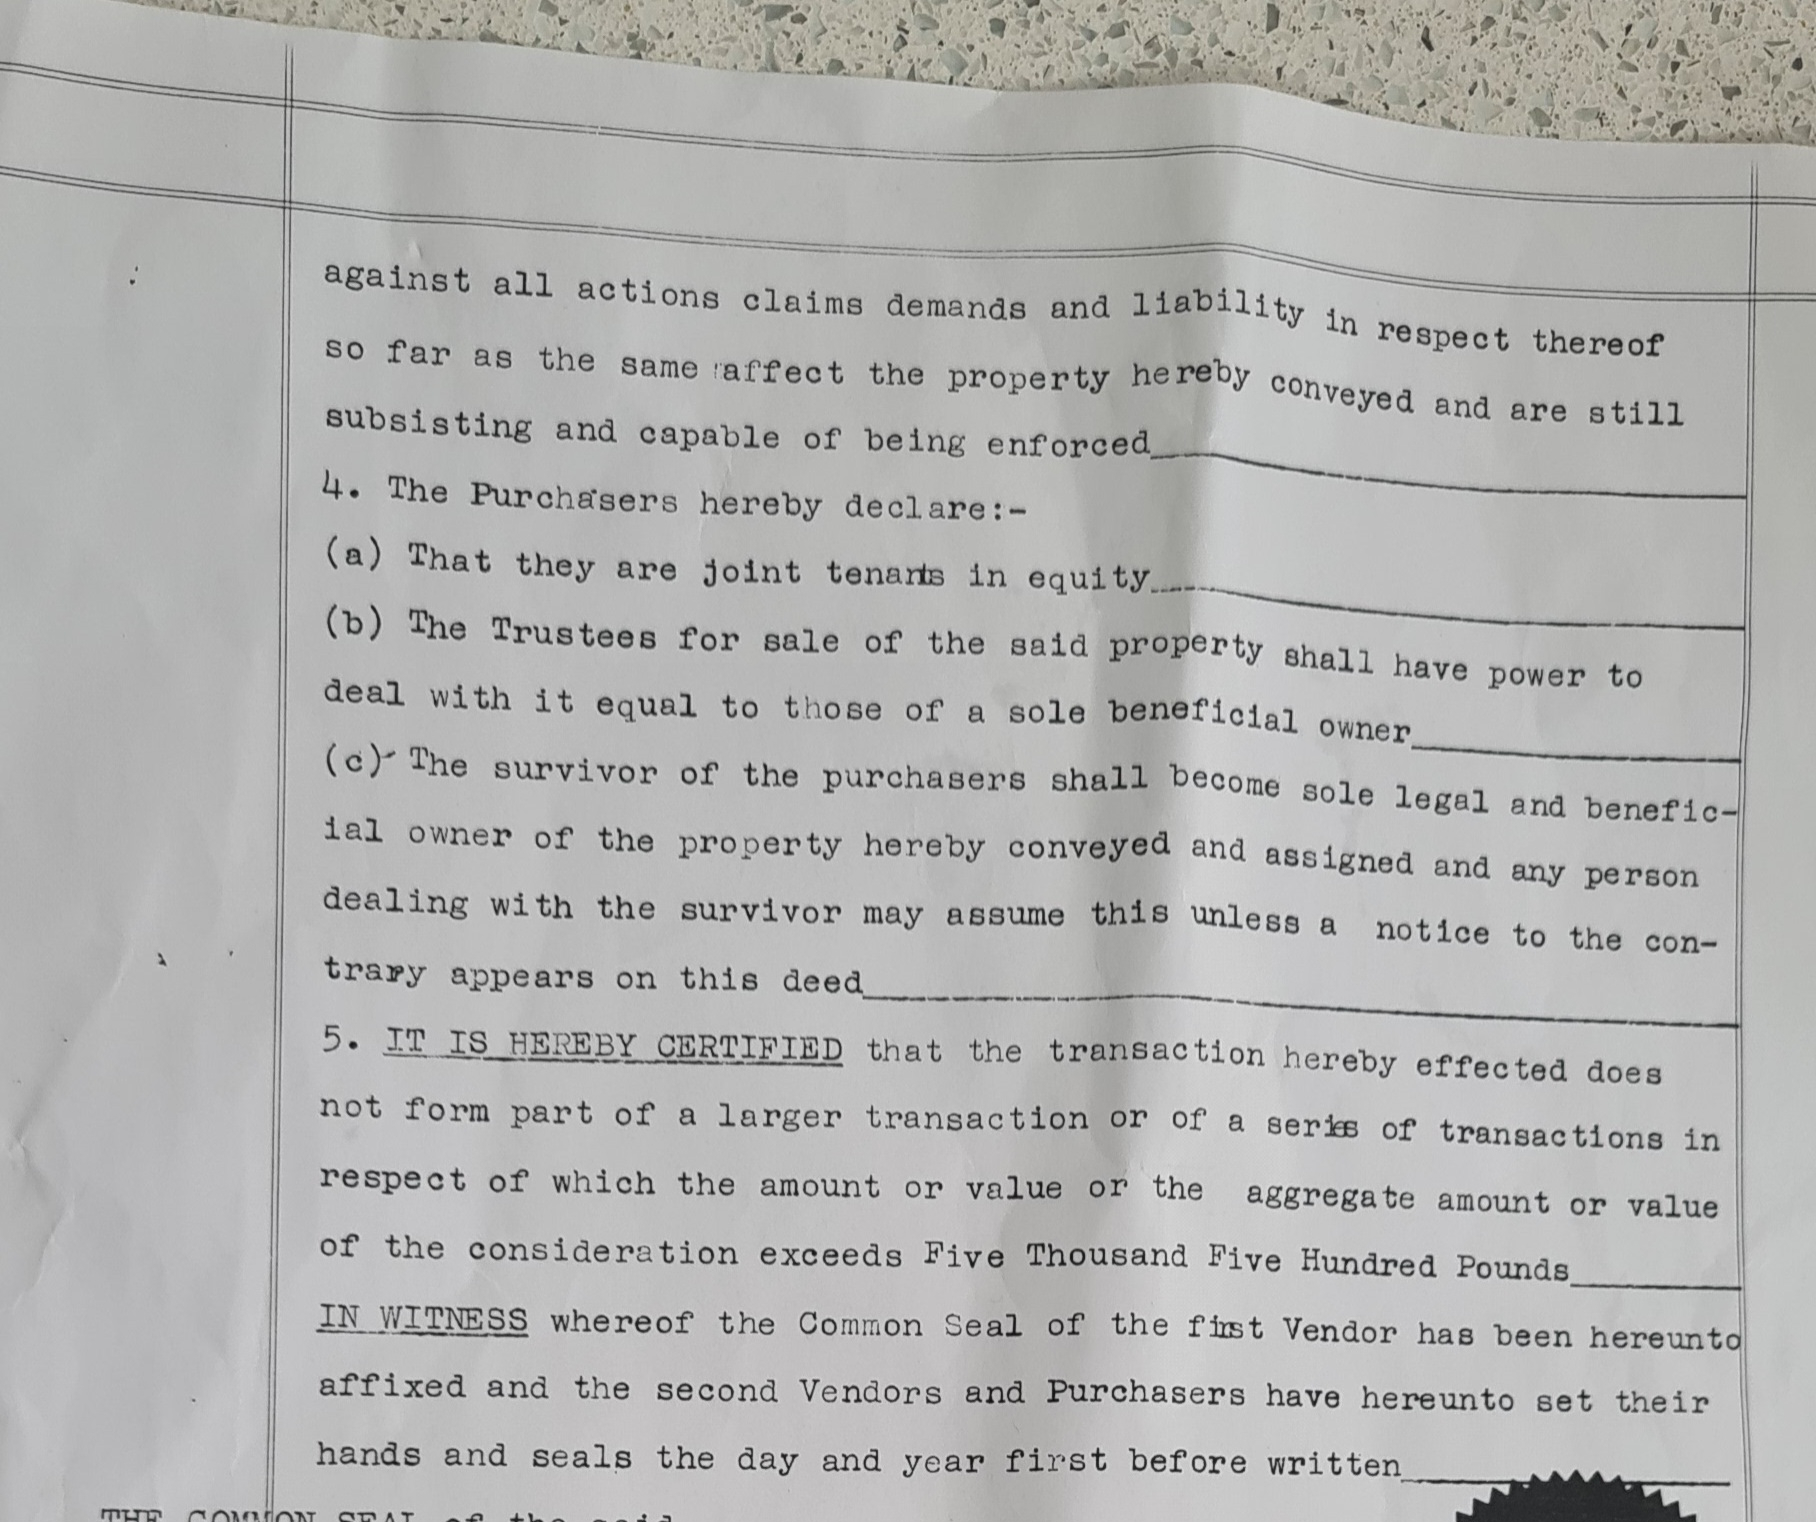 against all actions claims demands and liability in respect thereof
so far as the same affect the property hereby conveyed and are still
subsisting and capable of being enforced
4. The Purchasers hereby declare:-
(a) That they are joint tenants in equity
(b) The Trustees for sale of the said property shall have power to
deal with it equal to those of a sole beneficial owner
(c) The survivor of the purchasers shall become sole legal and benefic-
ial owner of the property hereby conveyed and assigned and any person
dealing with the survivor may assume this unless a notice to the con-
trary appears on this deed
5. IT IS HEREBY CERTIFIED that the transaction hereby effected does
not form part of a larger transaction or of a series of transactions in
respect of which the amount or value or the aggregate amount or value
of the consideration exceeds Five Thousand Five Hundred Pounds
IN WITNESS whereof the Common Seal of the first Vendor has been hereunto
affixed and the second Vendors and Purchasers have hereunto set their
hands and seals the day and year first before written
THE COMMON SEAL of the said